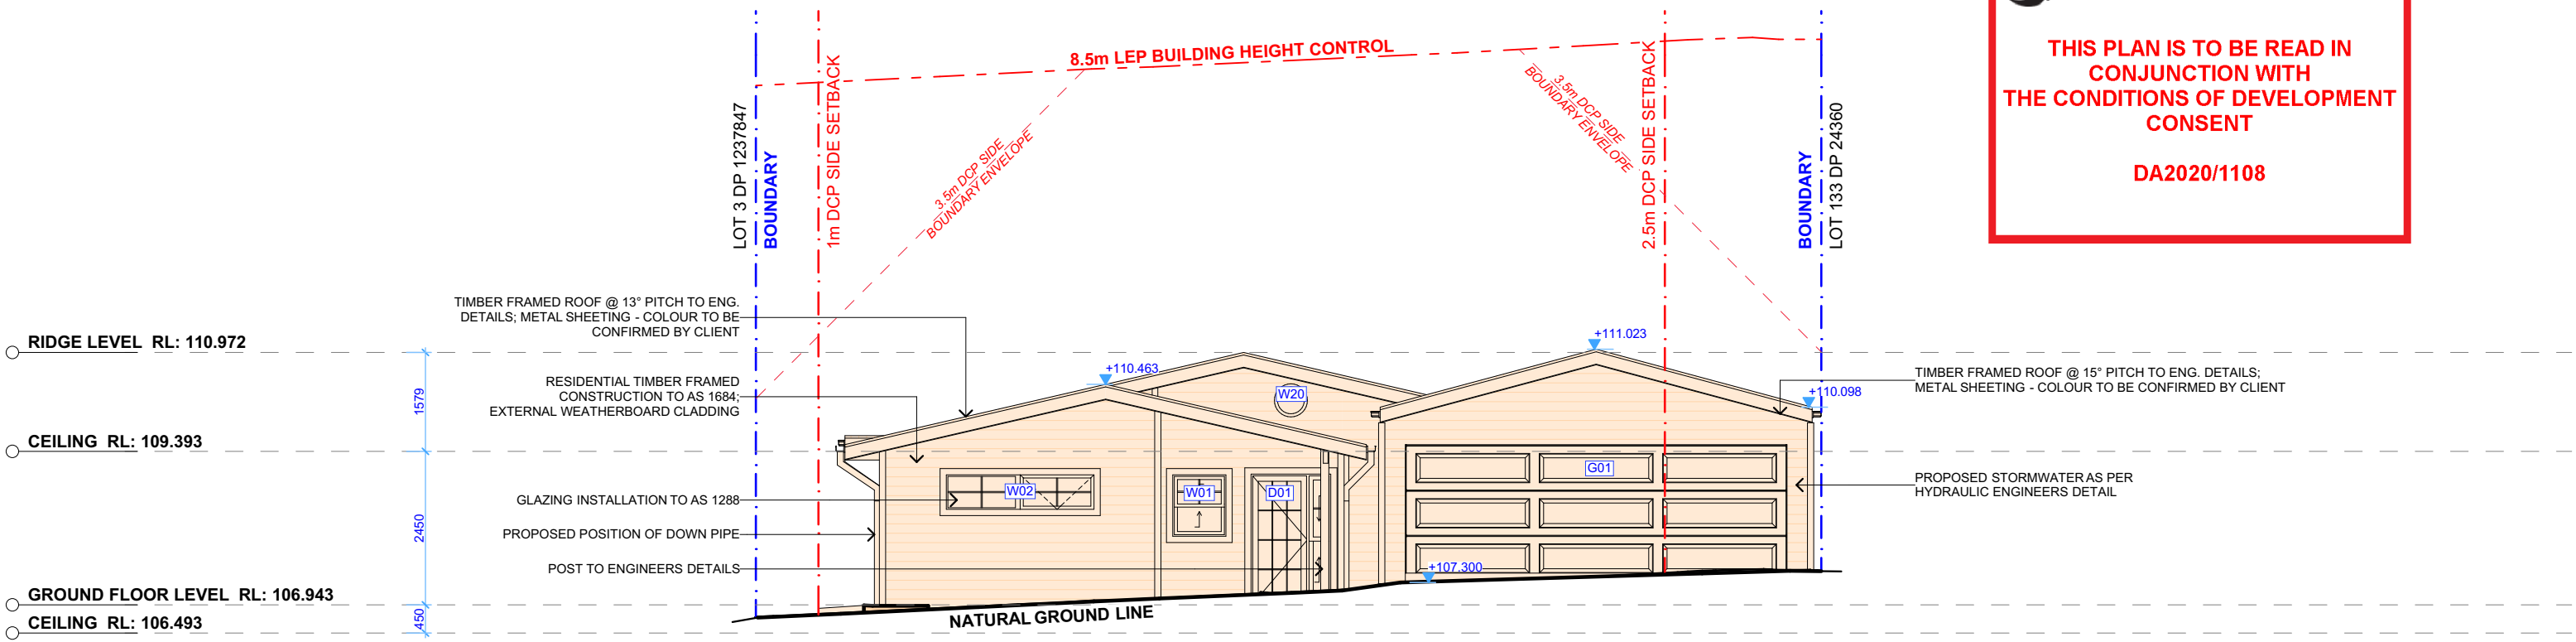 THIS PLAN IS TO BE READ IN
CONJUNCTION WITH
THE CONDITIONS OF DEVELOPMENT
CONSENT
DA2020/1108
8.5m LEP BUILDING HEIGHT CONTROL
LOT 3 DP 1237847
BOUNDARY
1m DCP SIDE SETBACK
3.5m DCP SIDE
BOUNDARY ENVELOPE
3.5m DCP SIDE
BOUNDARY ENVELOPE
2.5m DCP SIDE SETBACK
BOUNDARY
LOT 133 DP 24360
TIMBER FRAMED ROOF @ 13° PITCH TO ENG.
DETAILS; METAL SHEETING - COLOUR TO BE
CONFIRMED BY CLIENT
RIDGE LEVEL RL: 110.972
+111.023
+110.463
RESIDENTIAL TIMBER FRAMED
CONSTRUCTION TO AS 1684;
EXTERNAL WEATHERBOARD CLADDING
TIMBER FRAMED ROOF @ 15° PITCH TO ENG. DETAILS;
METAL SHEETING - COLOUR TO BE CONFIRMED BY CLIENT
+110.098
W20
1579
CEILING RL: 109.393
G01
W02
W01
D01
GLAZING INSTALLATION TO AS 1288
PROPOSED STORMWATER AS PER
HYDRAULIC ENGINEERS DETAIL
2450
PROPOSED POSITION OF DOWN PIPE
POST TO ENGINEERS DETAILS
+107.300
GROUND FLOOR LEVEL RL: 106.943
NATURAL GROUND LINE
450
CEILING RL: 106.493